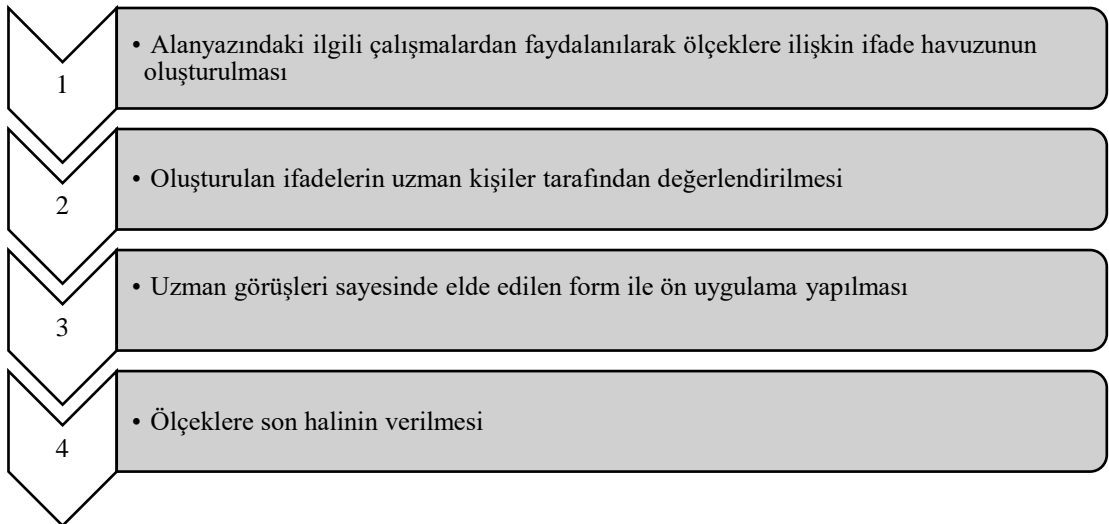 1
• Alanyazındaki ilgili çalışmalardan faydalanılarak ölçeklere ilişkin ifade havuzunun
oluşturulması
2
• Oluşturulan ifadelerin uzman kişiler tarafından değerlendirilmesi
3
• Uzman görüşleri sayesinde elde edilen form ile ön uygulama yapılması
4
• Ölçeklere son halinin verilmesi